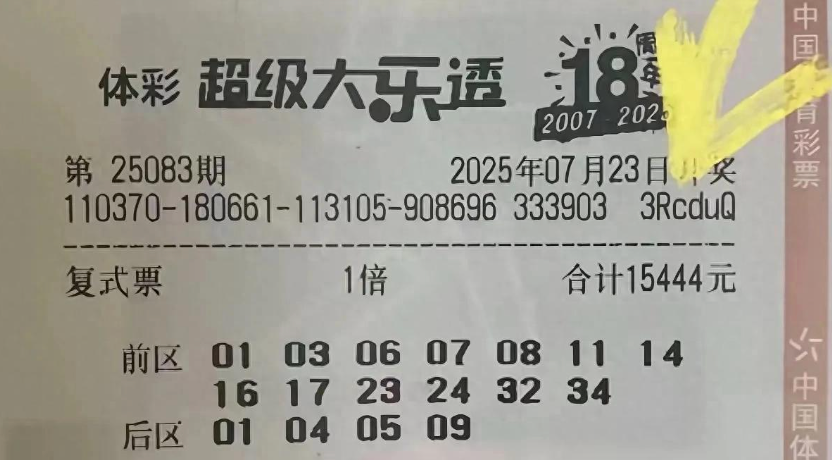 体彩 超级大乐透
18周年
2007-202
第 25083期 2025年07月23日开奖
110370-180661-113105-908696 333903 3RcduQ
复式票 1倍 合计15444元
前区 01 03 06 07 08 11 14
16 17 23 24 32 34
后区 01 04 05 09
中国
育彩票
中国体